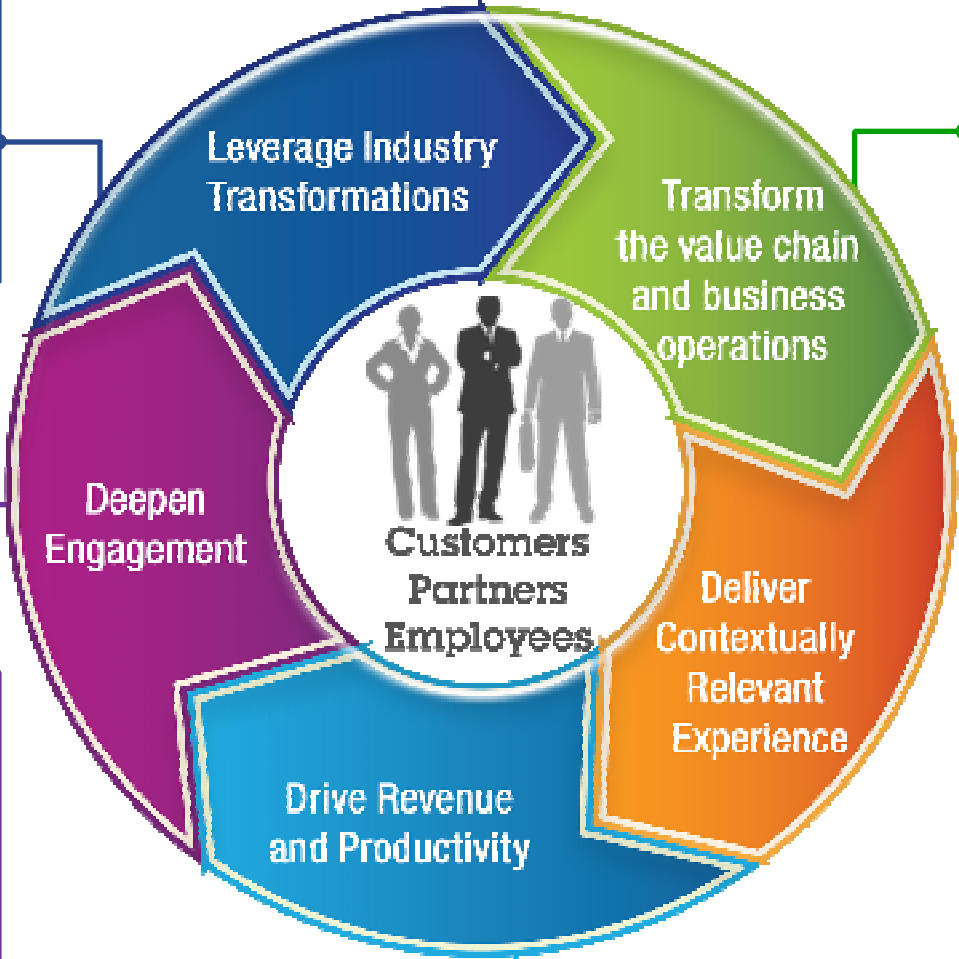 Leverage Industry
Transformations
Transform
the value chain
and business
operations
Deliver
Contextually
Relevant
Experience
Drive Revenue
and Productivity
Deepen
Engagement
Customers
Partners
Employees